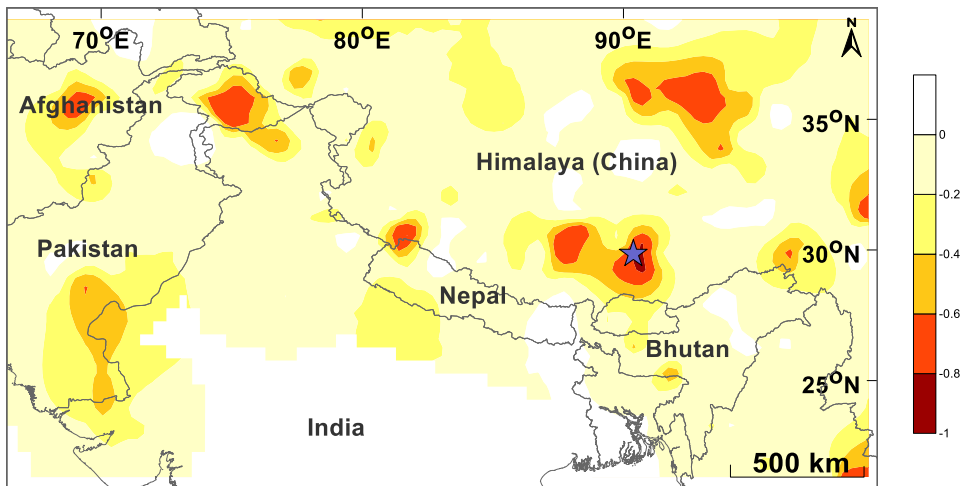 70°E 80°E 90°E N
Afghanistan
35°N
Himalaya (China)
Pakistan
30°N
Nepal
Bhutan
25°N
India
500 km
0
-0.2
-0.4
-0.6
-0.8
-1